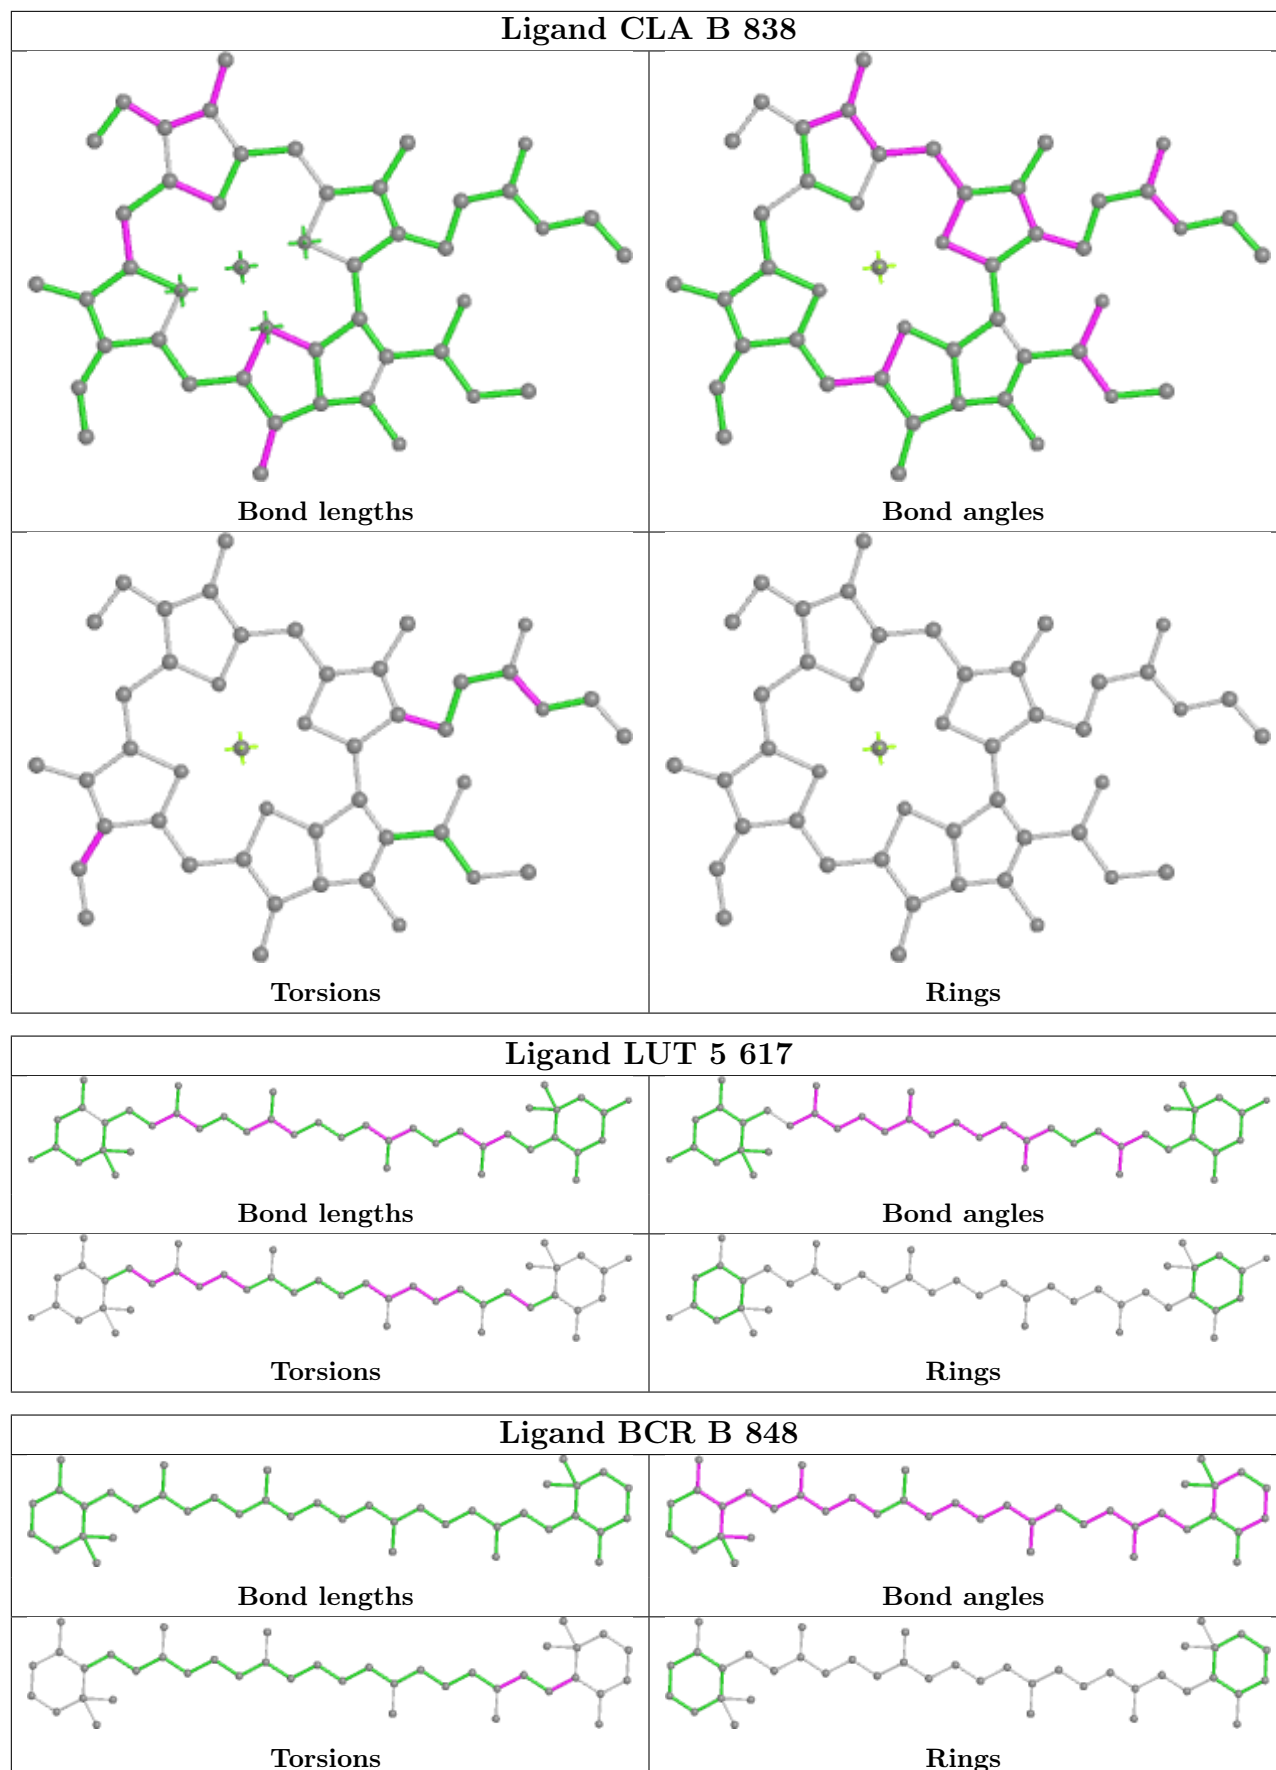 Ligand CLA B 838
Bond lengths
Bond angles
Torsions
Rings
Ligand LUT 5 617
Bond lengths
Bond angles
Torsions
Rings
Ligand BCR B 848
Bond lengths
Bond angles
Torsions
Rings